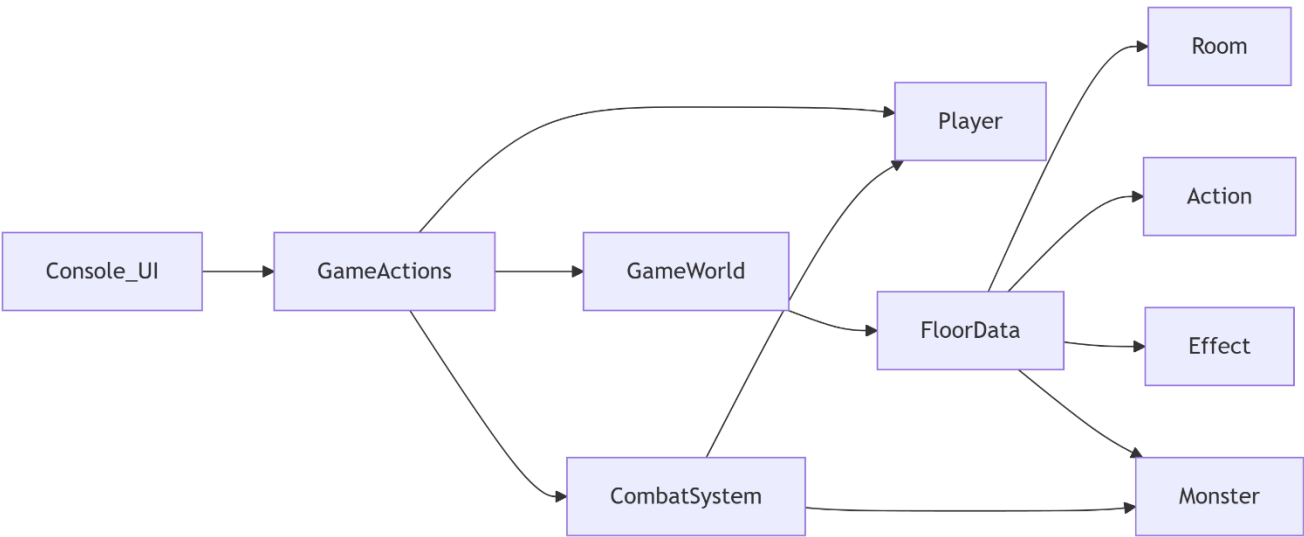 Room
Player
Action
Console_UI
GameActions
GameWorld
FloorData
Effect
CombatSystem
Monster